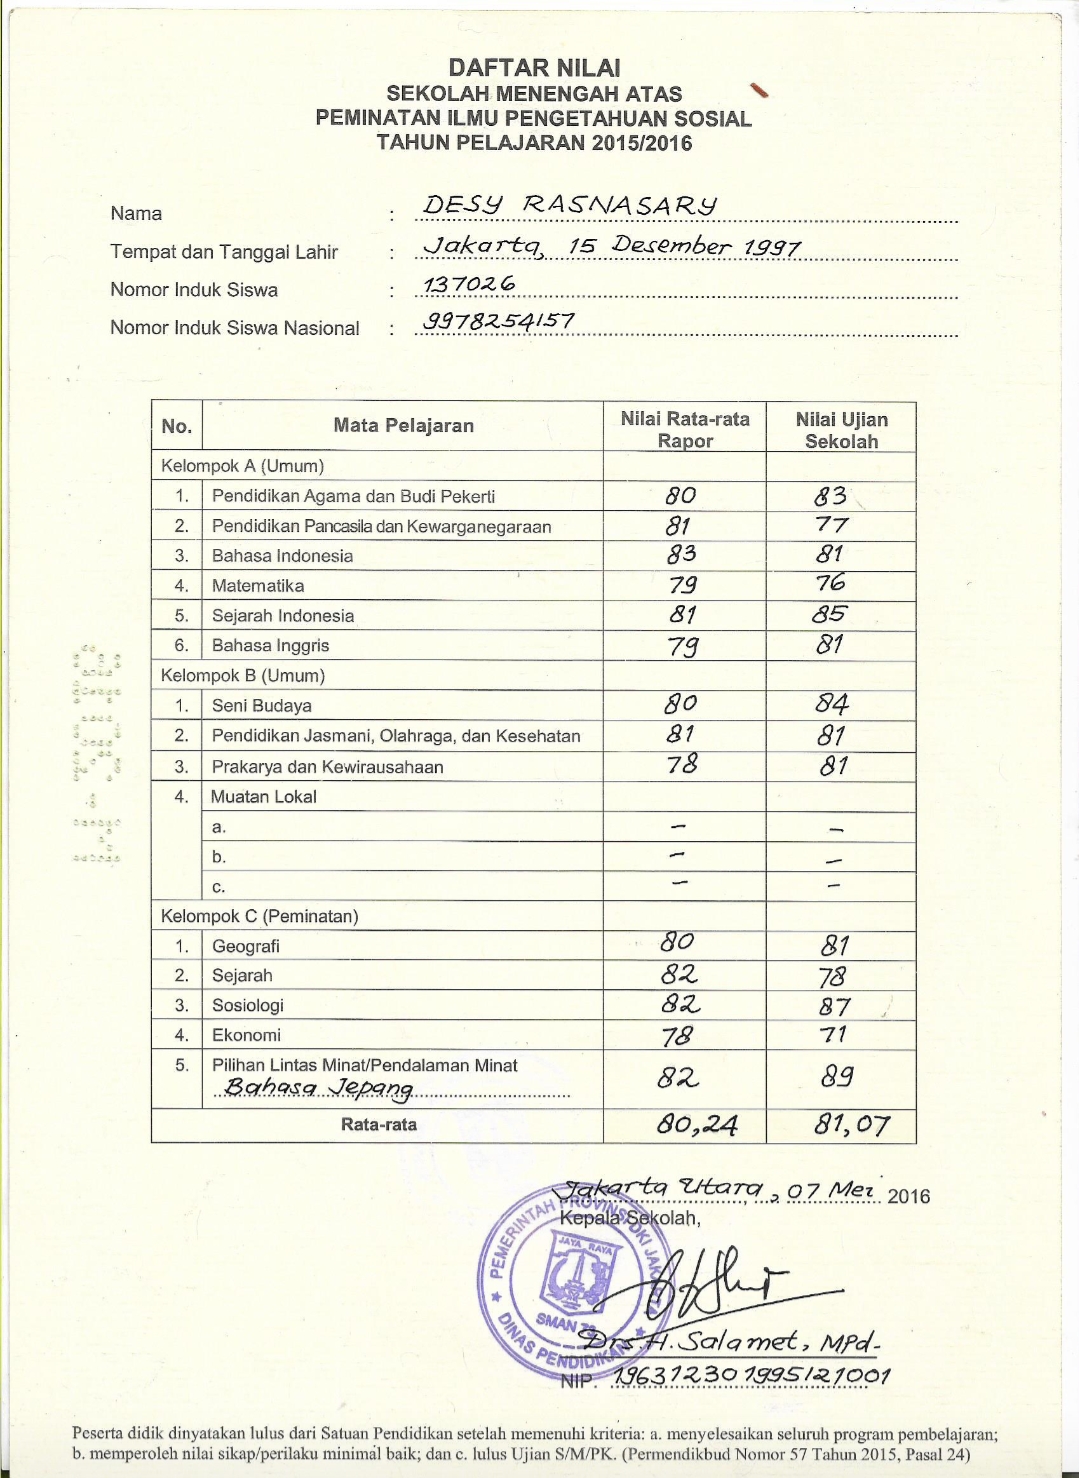 DAFTAR NILAI
SEKOLAH MENENGAH ATAS
PEMINATAN ILMU PENGETAHUAN SOSIAL
TAHUN PELAJARAN 2015/2016
Nama : DESY RASNASARY
Tempat dan Tanggal Lahir : Jakarta, 15 Desember 1997
Nomor Induk Siswa : 137026
Nomor Induk Siswa Nasional : 9978254157
No. Mata Pelajaran Nilai Rata-rata Rapor Nilai Ujian Sekolah
Kelompok A (Umum)
1. Pendidikan Agama dan Budi Pekerti 80 83
2. Pendidikan Pancasila dan Kewarganegaraan 81 77
3. Bahasa Indonesia 83 81
4. Matematika 79 76
5. Sejarah Indonesia 81 85
6. Bahasa Inggris 79 81
Kelompok B (Umum)
1. Seni Budaya 80 84
2. Pendidikan Jasmani, Olahraga, dan Kesehatan 81 81
3. Prakarya dan Kewirausahaan 78 81
4. Muatan Lokal
a. – –
b. – –
c. – –
Kelompok C (Peminatan)
1. Geografi 80 81
2. Sejarah 82 78
3. Sosiologi 82 87
4. Ekonomi 78 71
5. Pilihan Lintas Minat/Pendalaman Minat
Bahasa Jepang 82 89
Rata-rata 80,24 81,07
Jakarta Utara, 07 Mei 2016
Kepala Sekolah,
PEMERINTAH PROVINSI DKI JAKARTA
JAYA RAYA
SMAN 73
DINAS PENDIDIKAN
Drs. H. Salamet, MPd-
NIP. 196312301995121001
Peserta didik dinyatakan lulus dari Satuan Pendidikan setelah memenuhi kriteria: a. menyelesaikan seluruh program pembelajaran;
b. memperoleh nilai sikap/perilaku minimal baik; dan c. lulus Ujian S/M/PK. (Permendikbud Nomor 57 Tahun 2015, Pasal 24)